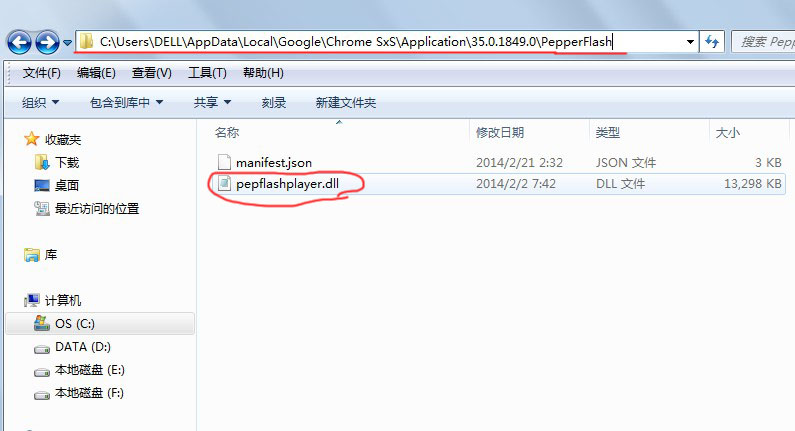 C:\Users\DELL\AppData\Local\Google\Chrome SxS\Application\35.0.1849.0\PepperFlash
搜索 Pepp
文件(F) 编辑(E) 查看(V) 工具(T) 帮助(H)
组织 包含到库中 共享 刻录 新建文件夹
名称 修改日期 类型 大小
manifest.json 2014/2/21 2:32 JSON 文件 3 KB
pepflashplayer.dll 2014/2/2 7:42 DLL 文件 13,298 KB
收藏夹
下载
桌面
最近访问的位置
库
计算机
OS (C:)
DATA (D:)
本地磁盘 (E:)
本地磁盘 (F:)